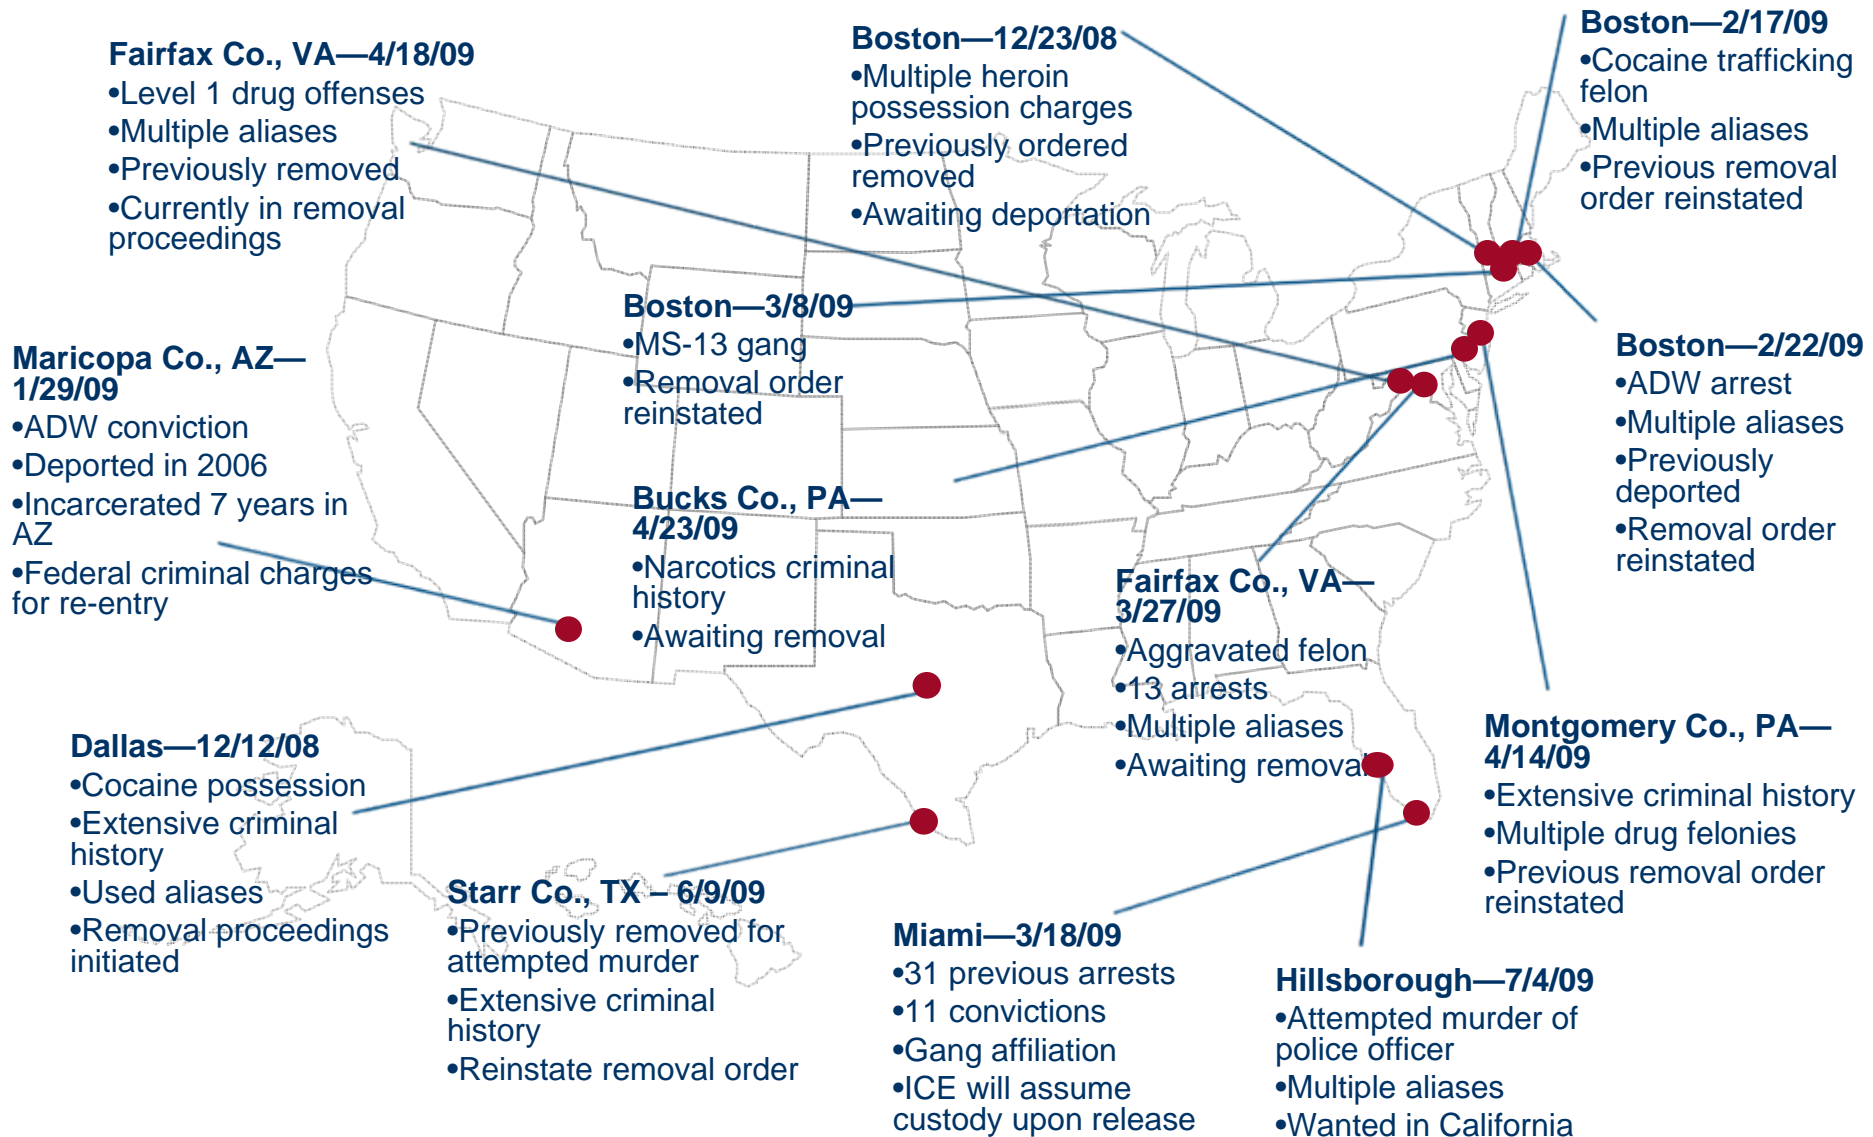 Fairfax Co., VA—4/18/09
•Level 1 drug offenses
•Multiple aliases
•Previously removed
•Currently in removal
proceedings
Boston—12/23/08
•Multiple heroin
possession charges
•Previously ordered
removed
•Awaiting deportation
Boston—2/17/09
•Cocaine trafficking
felon
•Multiple aliases
•Previous removal
order reinstated
Boston—3/8/09
•MS-13 gang
•Removal order
reinstated
Maricopa Co., AZ—
1/29/09
•ADW conviction
•Deported in 2006
•Incarcerated 7 years in
AZ
•Federal criminal charges
for re-entry
Boston—2/22/09
•ADW arrest
•Multiple aliases
•Previously
deported
•Removal order
reinstated
Bucks Co., PA—
4/23/09
•Narcotics criminal
history
•Awaiting removal
Fairfax Co., VA—
3/27/09
•Aggravated felon
•13 arrests
•Multiple aliases
•Awaiting removal
Montgomery Co., PA—
4/14/09
•Extensive criminal history
•Multiple drug felonies
•Previous removal order
reinstated
Dallas—12/12/08
•Cocaine possession
•Extensive criminal
history
•Used aliases
•Removal proceedings
initiated
Starr Co., TX – 6/9/09
•Previously removed for
attempted murder
•Extensive criminal
history
•Reinstate removal order
Miami—3/18/09
•31 previous arrests
•11 convictions
•Gang affiliation
•ICE will assume
custody upon release
Hillsborough—7/4/09
•Attempted murder of
police officer
•Multiple aliases
•Wanted in California